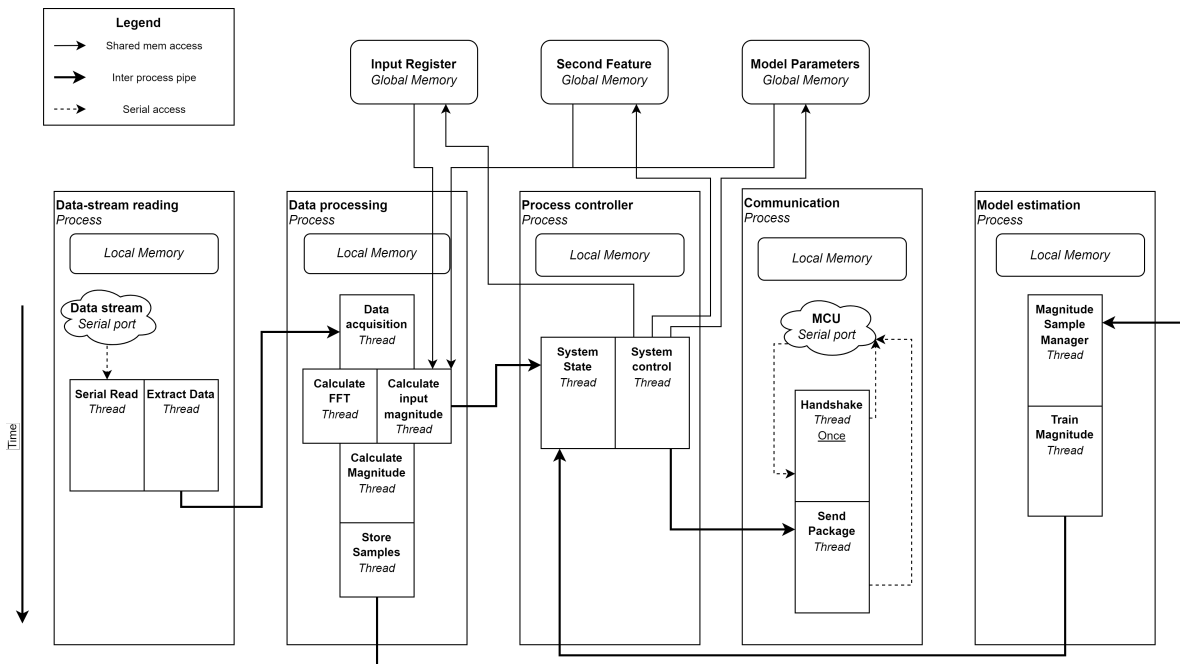 Legend
Shared mem access
Inter process pipe
Serial access
Input Register
Global Memory
Second Feature
Global Memory
Model Parameters
Global Memory
Time
Data-stream reading
Process
Local Memory
Data stream
Serial port
Serial Read
Thread
Extract Data
Thread
Data processing
Process
Local Memory
Data
acquisition
Thread
Calculate
FFT
Thread
Calculate
input
magnitude
Thread
Calculate
Magnitude
Thread
Store
Samples
Thread
Process controller
Process
Local Memory
System
State
Thread
System
control
Thread
Communication
Process
Local Memory
MCU
Serial port
Handshake
Thread
Once
Send
Package
Thread
Model estimation
Process
Local Memory
Magnitude
Sample
Manager
Thread
Train
Magnitude
Thread